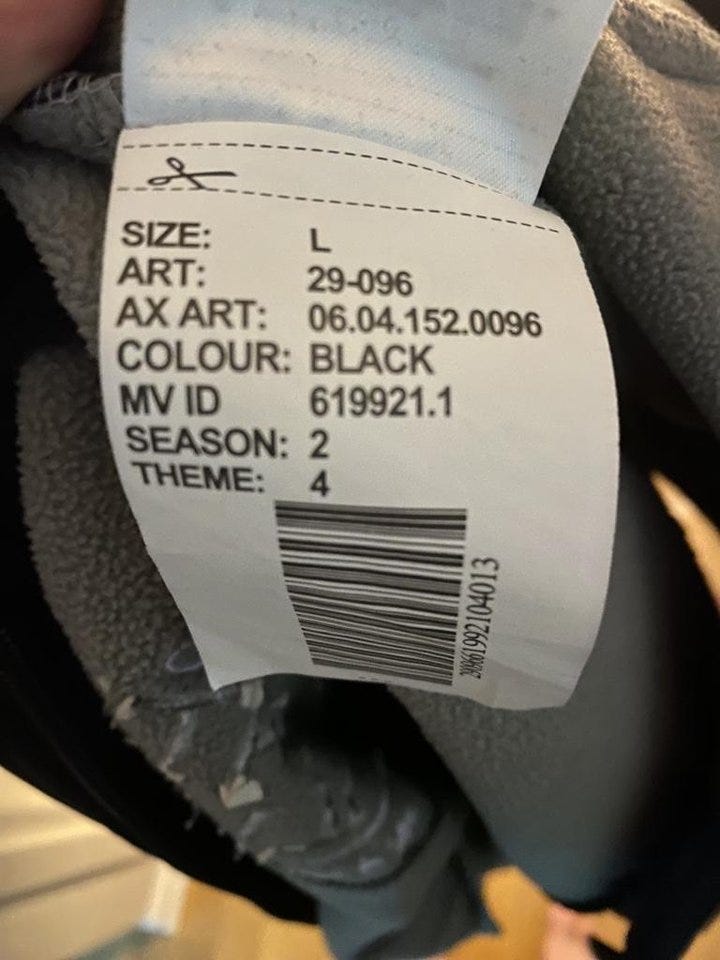 SIZE: L
ART: 29-096
AX ART: 06.04.152.0096
COLOUR: BLACK
MV ID 619921.1
SEASON: 2
THEME: 4